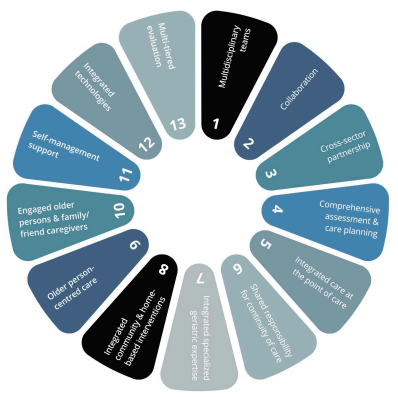 Multidisciplinary
teams
1
Collaboration
2
Cross-sector
partnership
3
Comprehensive
assessment &
care planning
4
Integrated care at
the point of care
5
Shared responsibility
for continuity of care
6
Integrated specialized
geriatric expertise
7
Integrated
community & home-
based interventions
8
Older person-
centred care
9
Engaged older
persons & family/
friend caregivers
10
Self-management
support
11
Integrated
technologies
12
Multi-tiered
evaluation
13